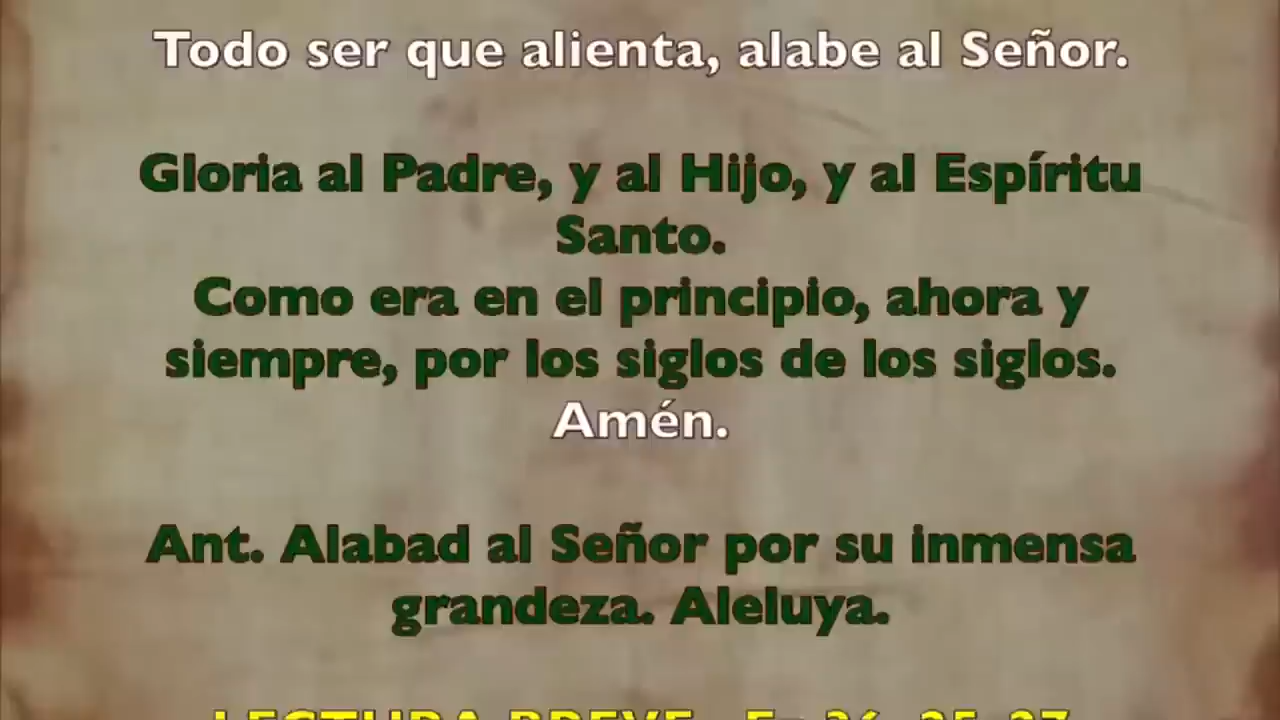 Todo ser que alienta, alabe al Señor.
Gloria al Padre, y al Hijo, y al Espíritu
Santo.
Como era en el principio, ahora y
siempre, por los siglos de los siglos.
Amén.
Ant. Alabad al Señor por su inmensa
grandeza. Aleluya.
LECTURA BREVE